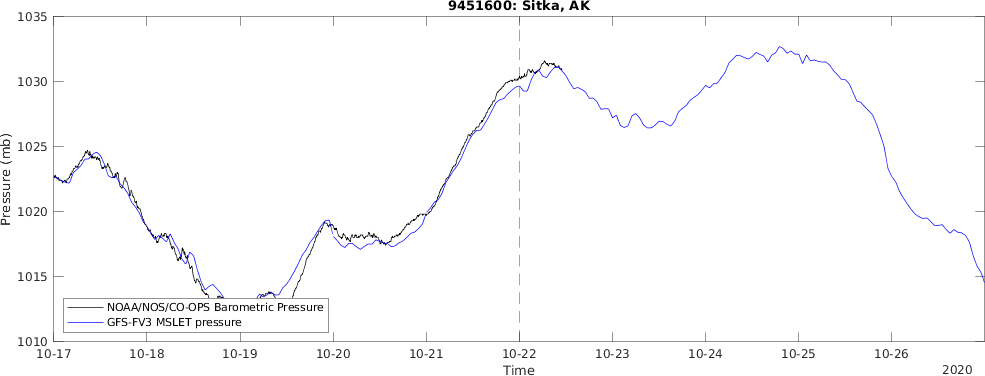 9451600: Sitka, AK
Pressure (mb)
1035
1030
1025
1020
1015
1010
NOAA/NOS/CO-OPS Barometric Pressure
GFS-FV3 MSLET pressure
10-17 10-18 10-19 10-20 10-21 10-22 10-23 10-24 10-25 10-26
Time
2020